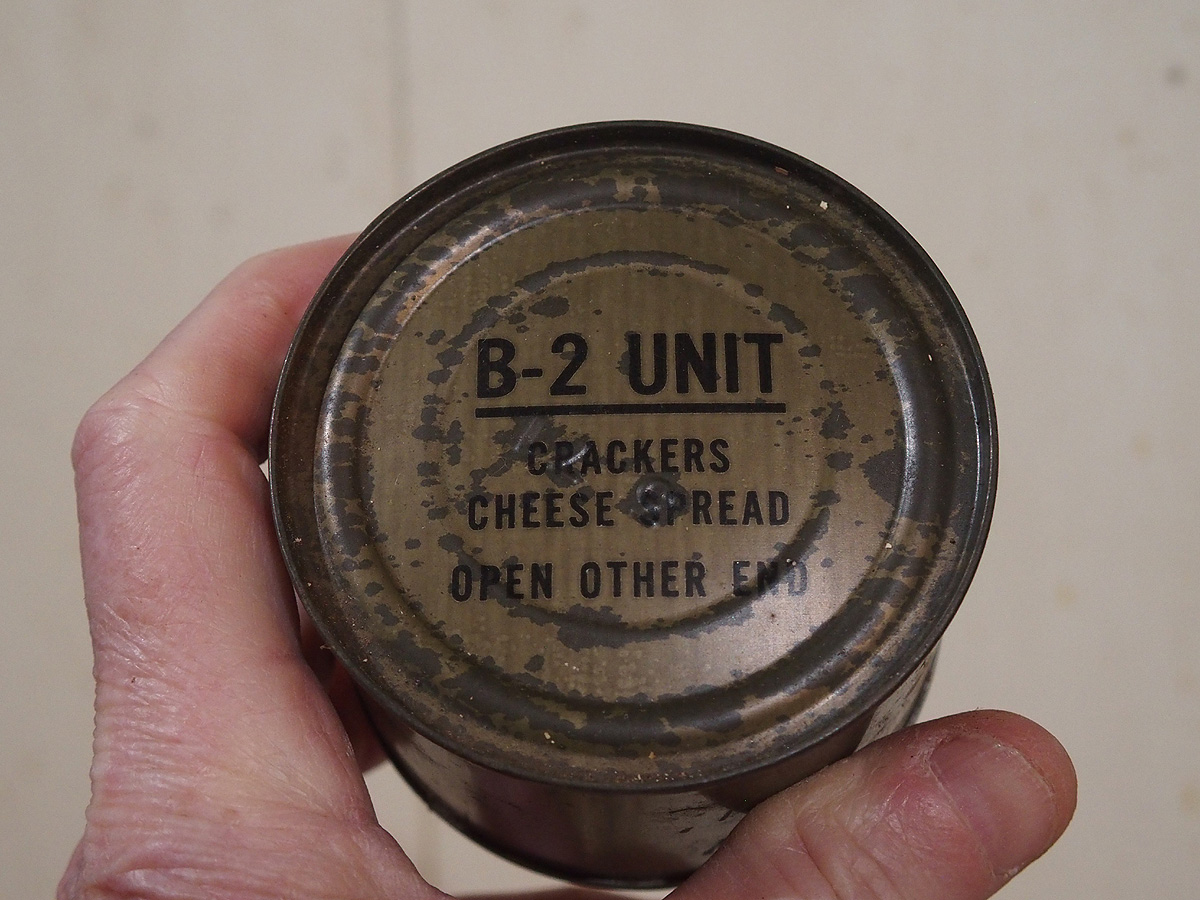 B-2 UNIT
CRACKERS
CHEESE SPREAD
OPEN OTHER END